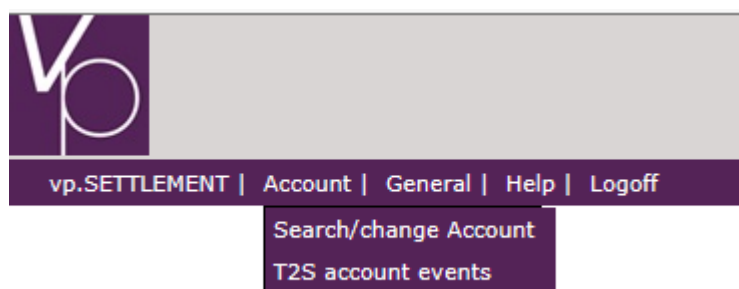 vp
vp.SETTLEMENT | Account | General | Help | Logoff
Search/change Account
T2S account events